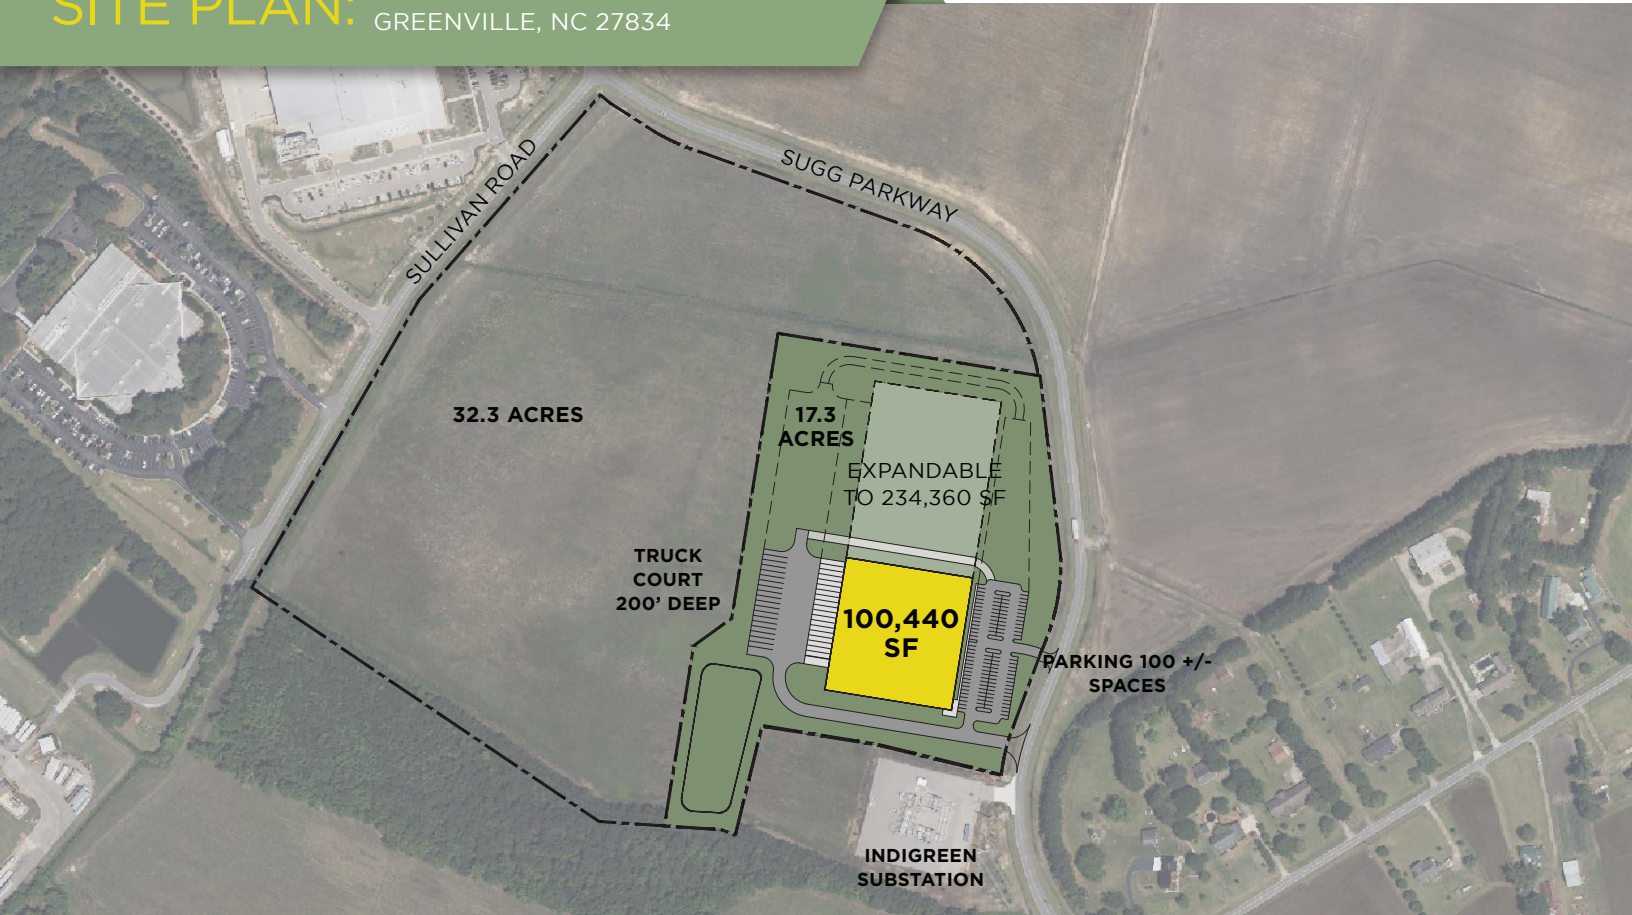 SITE PLAN:
GREENVILLE, NC 27834
SULLIVAN ROAD
SUGG PARKWAY
32.3 ACRES
17.3
ACRES
EXPANDABLE
TO 234,360 SF
TRUCK
COURT
200’ DEEP
100,440
SF
PARKING 100 +/-
SPACES
INDIGREEN
SUBSTATION